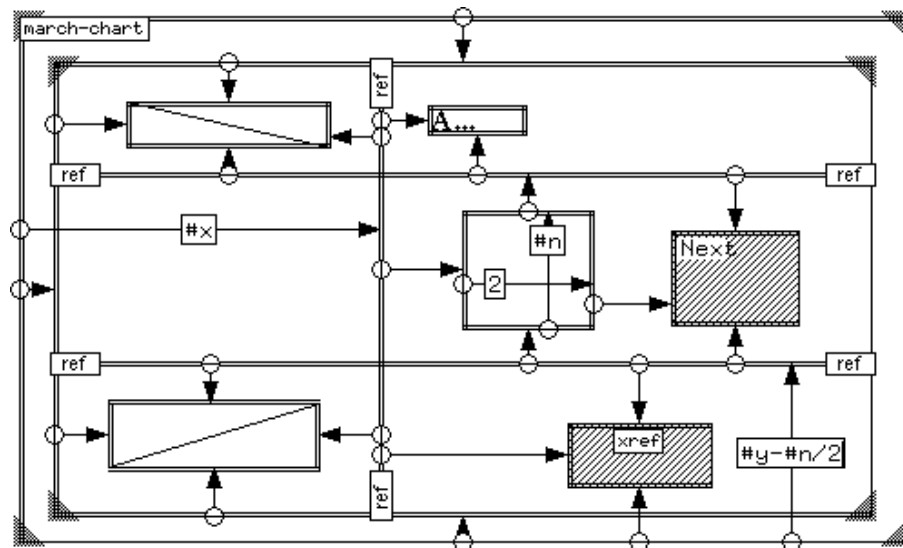 march-chart
ref
A...
ref
ref
#x
#n
Next
2
ref
ref
xref
#y-#n/2
ref